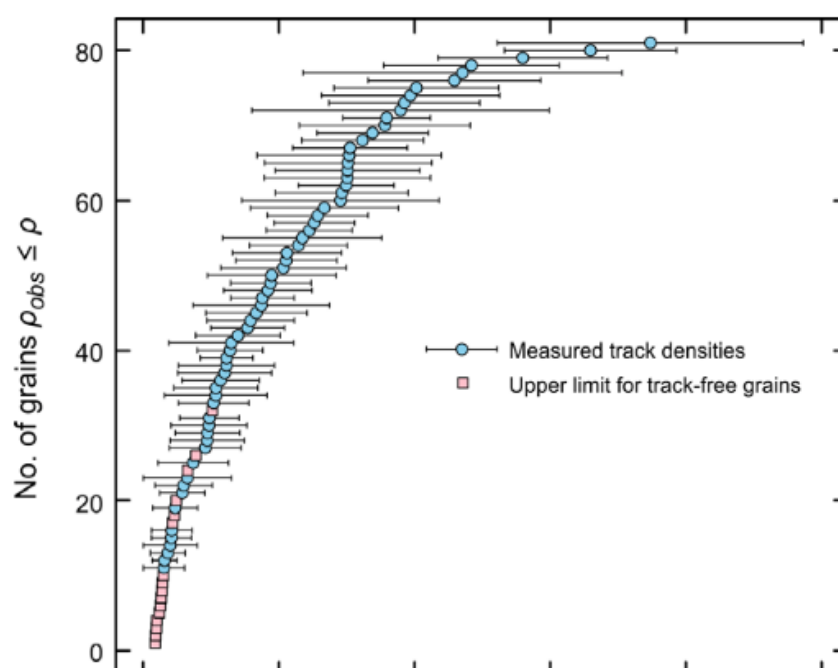 80
60
40
20
0
No. of grains ρobs ≤ ρ
Measured track densities
Upper limit for track-free grains